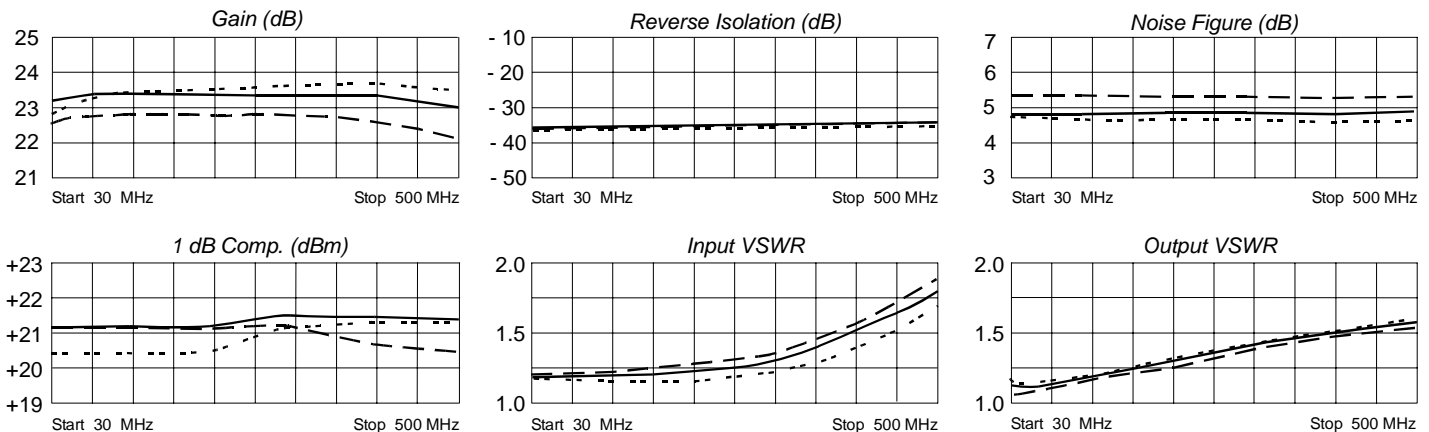 Gain (dB)
25
24
23
22
21
Start 30 MHz
Stop 500 MHz
Reverse Isolation (dB)
- 10
- 20
- 30
- 40
- 50
Start 30 MHz
Stop 500 MHz
Noise Figure (dB)
7
6
5
4
3
Start 30 MHz
Stop 500 MHz
1 dB Comp. (dBm)
+23
+22
+21
+20
+19
Start 30 MHz
Stop 500 MHz
Input VSWR
2.0
1.5
1.0
Start 30 MHz
Stop 500 MHz
Output VSWR
2.0
1.5
1.0
Start 30 MHz
Stop 500 MHz